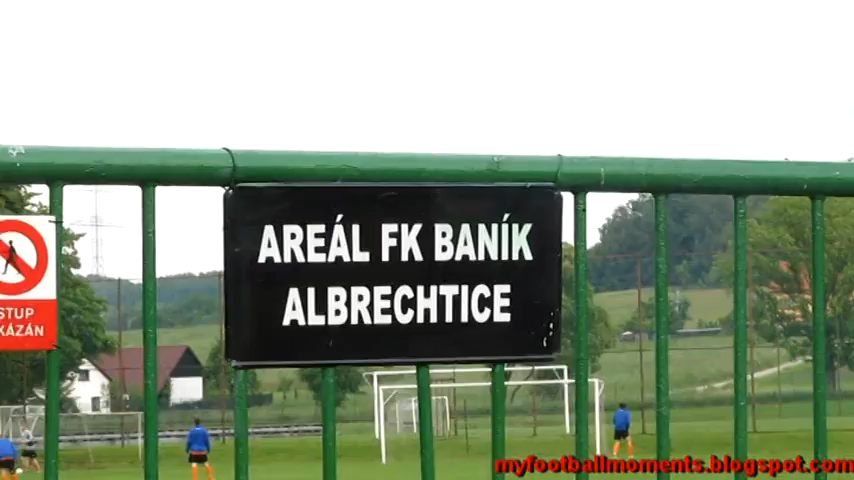 AREÁL FK BANÍK
ALBRECHTICE
STUP
KÁZÁN
myfootballmoments.blogspot.com